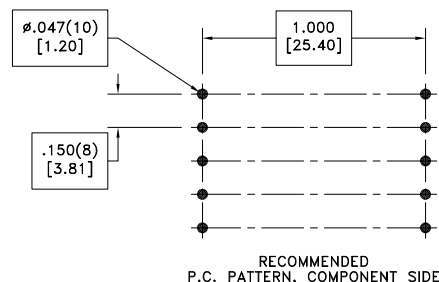 ø.047(10)
[1.20]
1.000
[25.40]
.150(8)
[3.81]
RECOMMENDED
P.C. PATTERN, COMPONENT SIDE